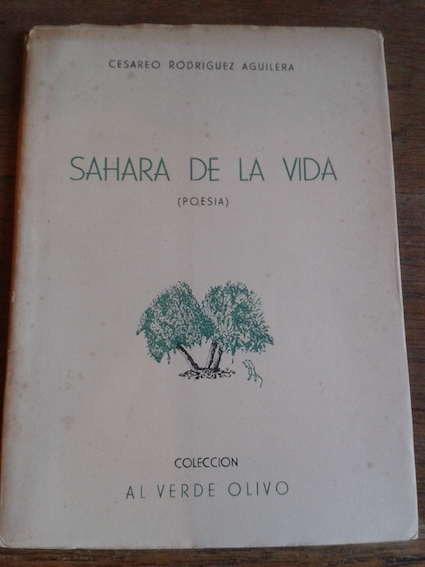 CESAREO RODRIGUEZ AGUILERA
SAHARA DE LA VIDA
(POESIA)
COLECCION
AL VERDE OLIVO